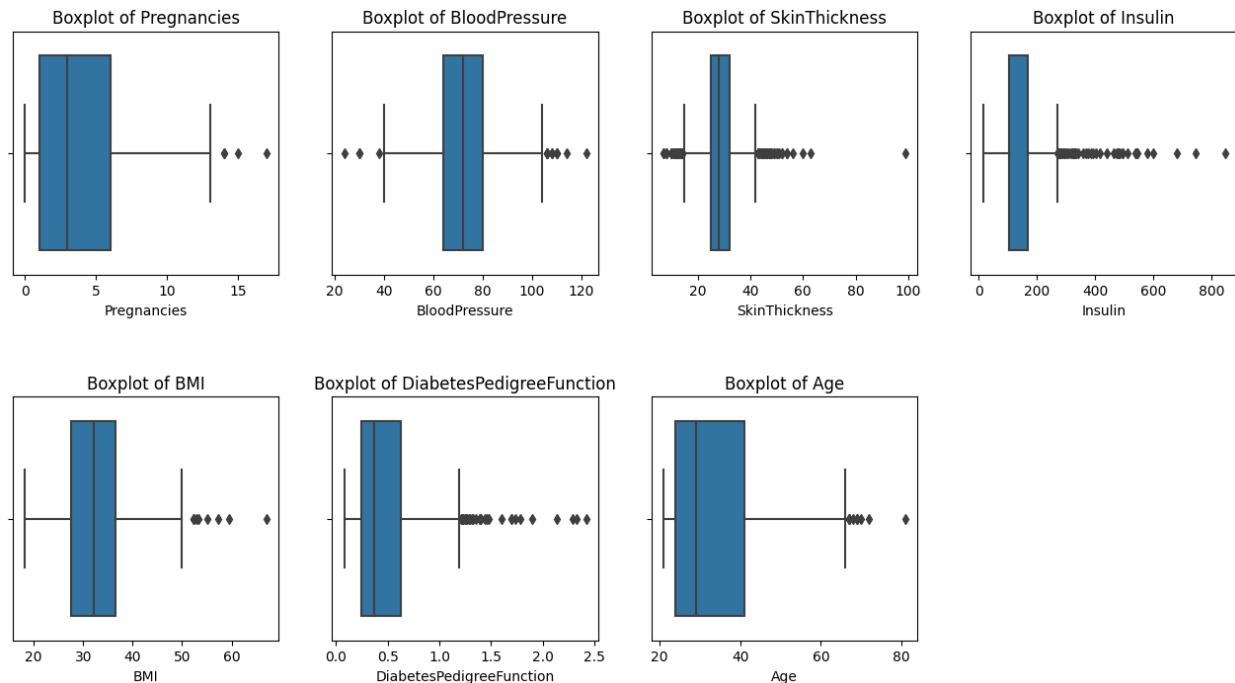 Boxplot of Pregnancies
0 5 10 15
Pregnancies
Boxplot of BloodPressure
20 40 60 80 100 120
BloodPressure
Boxplot of SkinThickness
20 40 60 80 100
SkinThickness
Boxplot of Insulin
0 200 400 600 800
Insulin
Boxplot of BMI
20 30 40 50 60
BMI
Boxplot of DiabetesPedigreeFunction
0.0 0.5 1.0 1.5 2.0 2.5
DiabetesPedigreeFunction
Boxplot of Age
20 40 60 80
Age